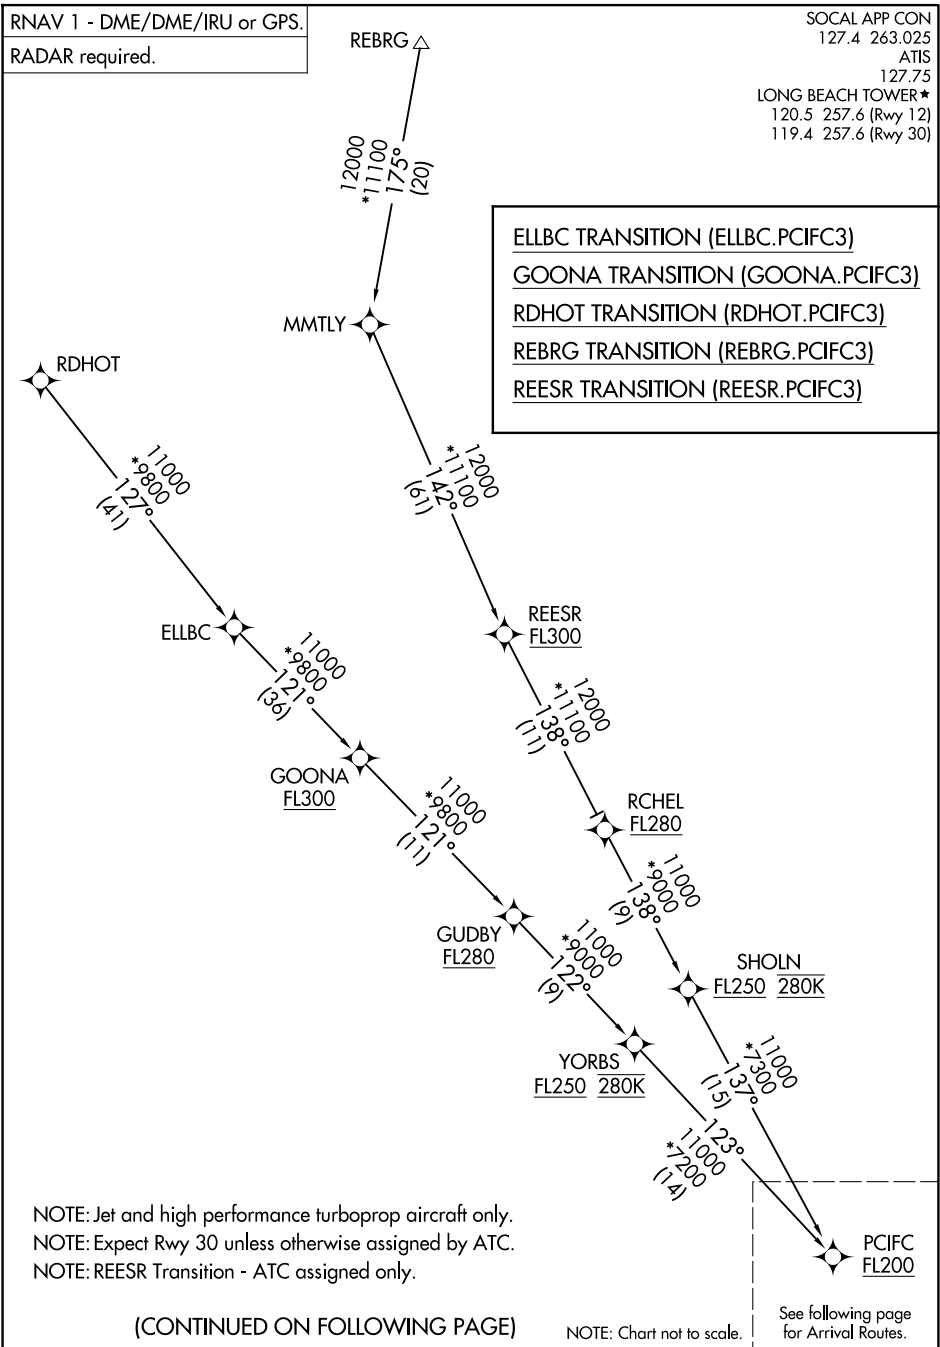 RNAV 1 - DME/DME/IRU or GPS.
RADAR required.
SOCAL APP CON
127.4 263.025
ATIS
127.75
LONG BEACH TOWER★
120.5 257.6 (Rwy 12)
119.4 257.6 (Rwy 30)
REBRG
12000
*11100
175°
(20)
ELLBC TRANSITION (ELLBC.PCIFC3)
GOONA TRANSITION (GOONA.PCIFC3)
RDHOT TRANSITION (RDHOT.PCIFC3)
REBRG TRANSITION (REBRG.PCIFC3)
REESR TRANSITION (REESR.PCIFC3)
MMTLY
RDHOT
11000
*9800
127°
(41)
12000
*11100
142°
(61)
ELLBC
REESR
FL300
11000
*9800
121°
(36)
12000
*11100
138°
(11)
GOONA
FL300
11000
*9800
121°
(11)
RCHEL
FL280
11000
*9000
138°
(9)
GUDBY
FL280
11000
*9000
122°
(9)
SHOLN
FL250 280K
YORBS
FL250 280K
11000
*7300
137°
(15)
123°
11000
*7200
(14)
PCIFC
FL200
NOTE: Jet and high performance turboprop aircraft only.
NOTE: Expect Rwy 30 unless otherwise assigned by ATC.
NOTE: REESR Transition - ATC assigned only.
(CONTINUED ON FOLLOWING PAGE)
NOTE: Chart not to scale.
See following page
for Arrival Routes.